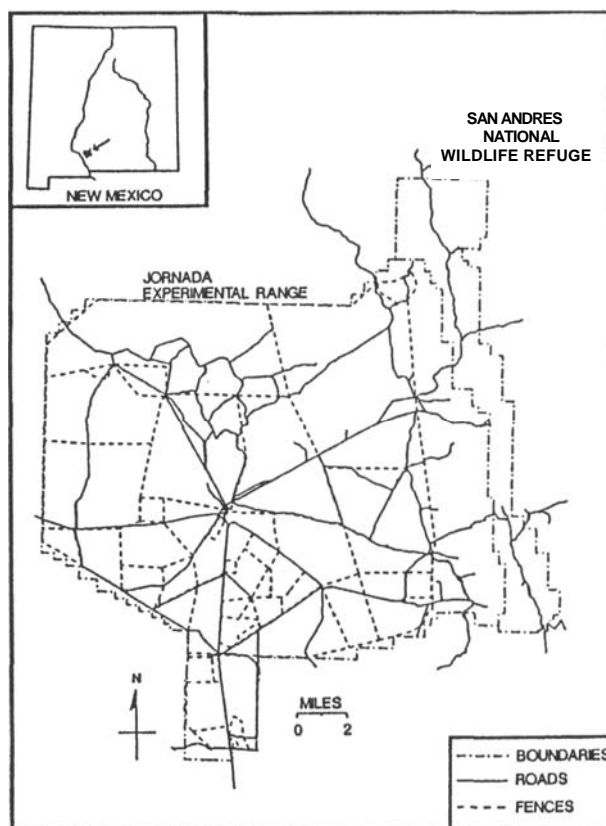 NEW MEXICO
SAN ANDRES
NATIONAL
WILDLIFE REFUGE
JORNADA
EXPERIMENTAL RANGE
N
MILES
0 2
BOUNDARIES
ROADS
FENCES